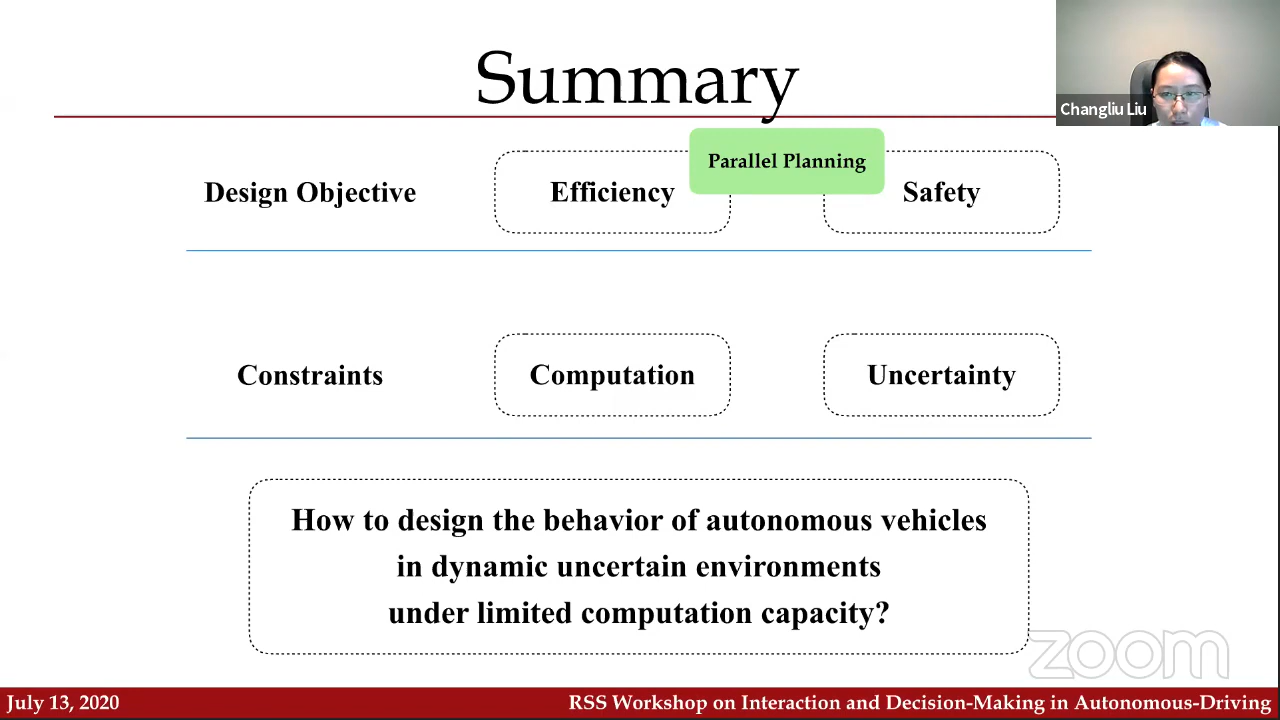 Summary
Changliu Liu
Parallel Planning
Design Objective
Efficiency
Safety
Constraints
Computation
Uncertainty
How to design the behavior of autonomous vehicles
in dynamic uncertain environments
under limited computation capacity?
zoom
July 13, 2020
RSS Workshop on Interaction and Decision-Making in Autonomous-Driving